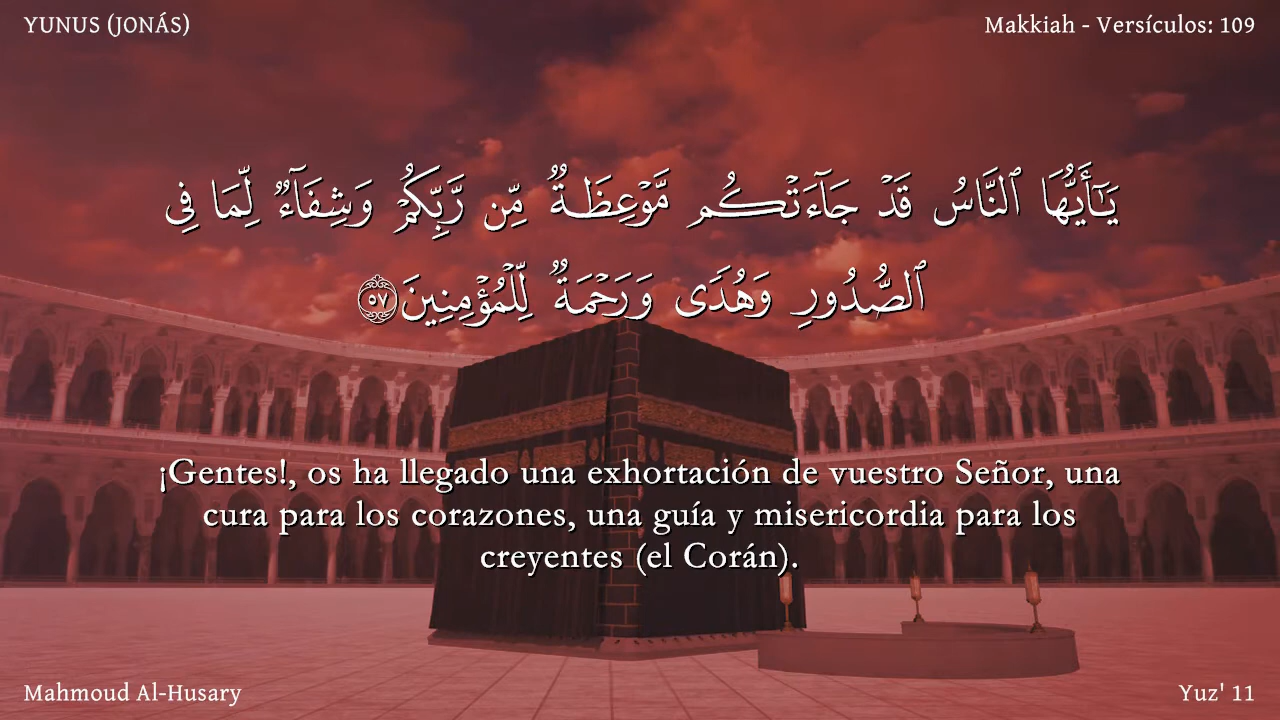 YUNUS (JONÁS)
Makkiah - Versículos: 109
يَـٰٓأَيُّهَا ٱلنَّاسُ قَدْ جَآءَتْكُم مَّوْعِظَةٌ مِّن رَّبِّكُمْ وَشِفَآءٌ لِّمَا فِى
ٱلصُّدُورِ وَهُدًى وَرَحْمَةٌ لِّلْمُؤْمِنِينَ ٥٧
¡Gentes!, os ha llegado una exhortación de vuestro Señor, una
cura para los corazones, una guía y misericordia para los
creyentes (el Corán).
Mahmoud Al-Husary
Yuz' 11